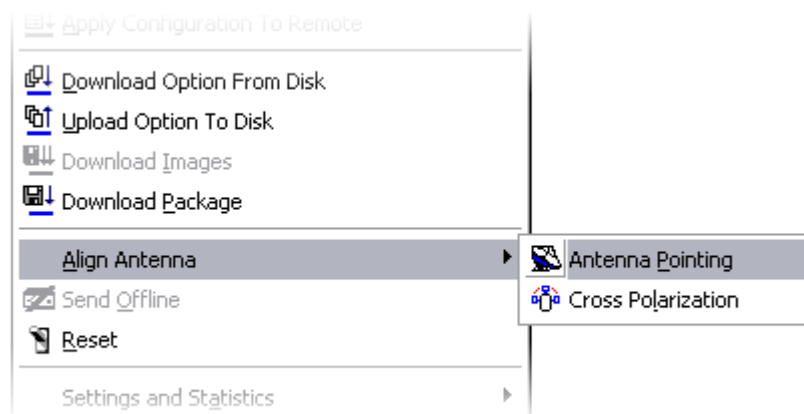 Apply Configuration To Remote
Download Option From Disk
Upload Option To Disk
Download Images
Download Package
Align Antenna
Antenna Pointing
Send Offline
Cross Polarization
Reset
Settings and Statistics